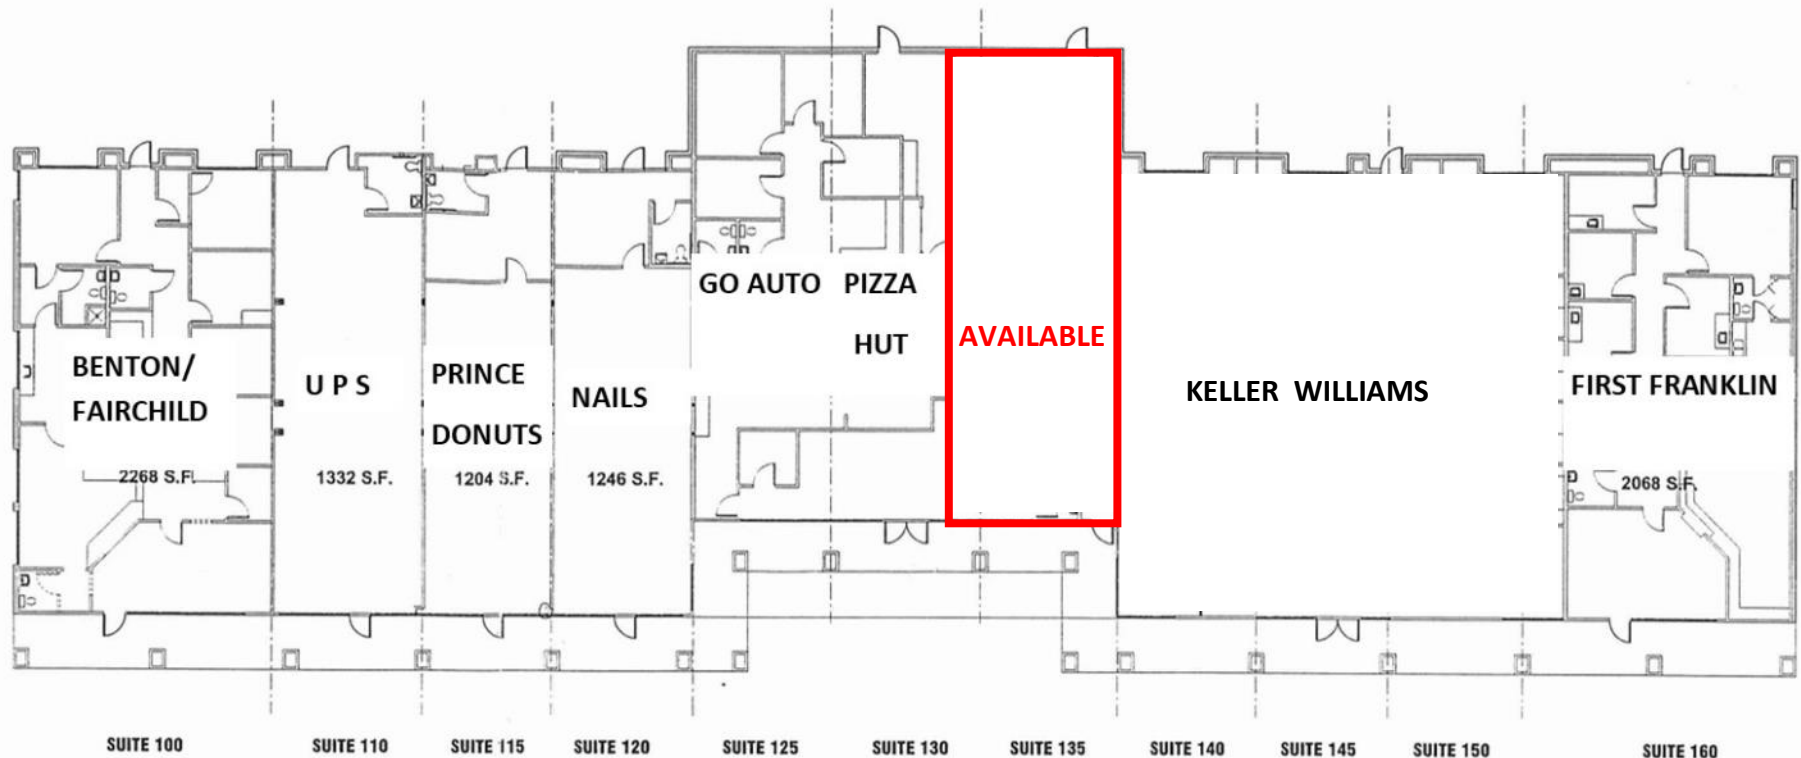 GO AUTO PIZZA
HUT
AVAILABLE
BENTON/
FAIRCHILD
U P S
PRINCE
DONUTS
NAILS
KELLER WILLIAMS
FIRST FRANKLIN
2268 S.F.
1332 S.F.
1204 S.F.
1246 S.F.
2068 S.F.
SUITE 100
SUITE 110
SUITE 115
SUITE 120
SUITE 125
SUITE 130
SUITE 135
SUITE 140
SUITE 145
SUITE 150
SUITE 160